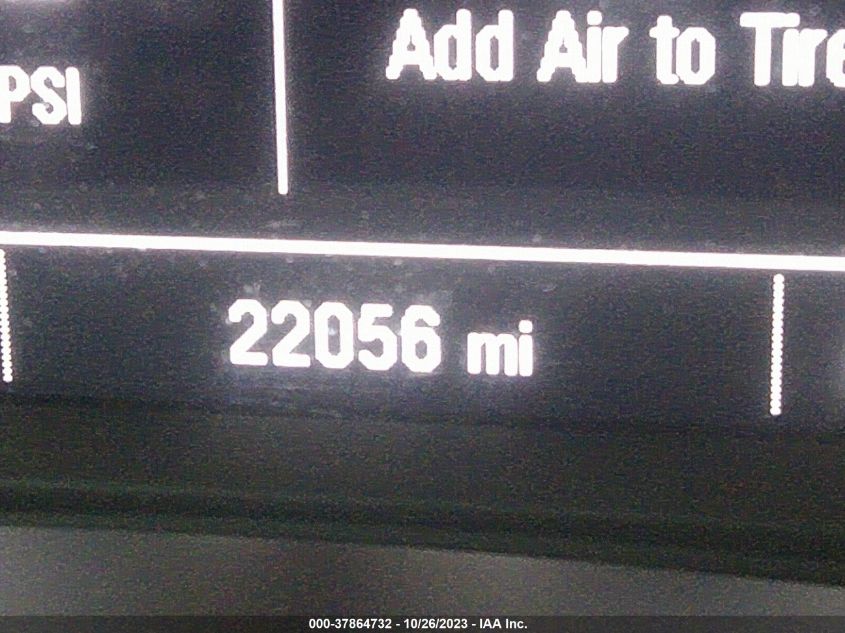 Add Air to Tire
PSI
22056 mi
000-37864732 - 10/26/2023 - IAA Inc.